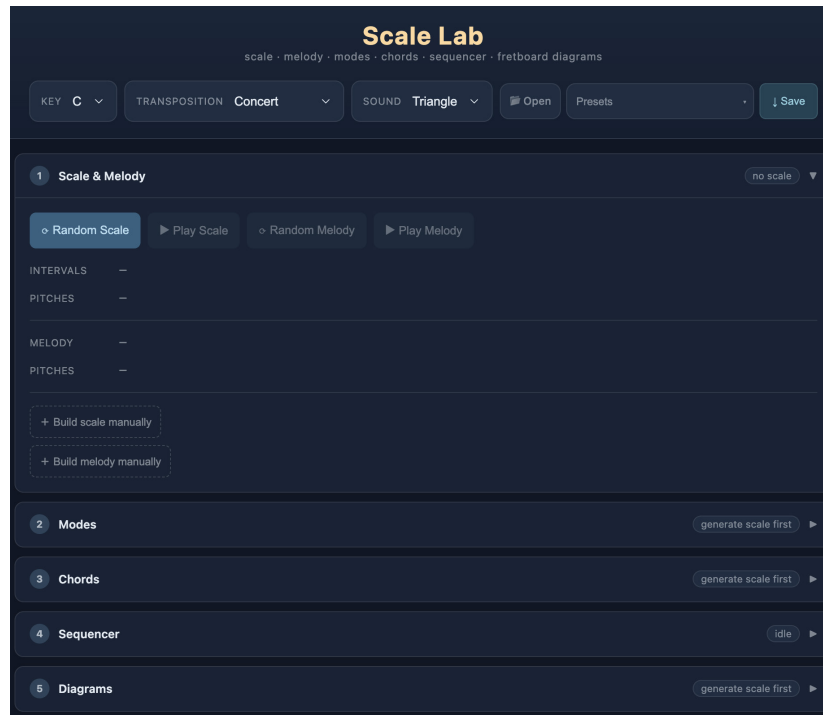 Scale Lab
scale · melody · modes · chords · sequencer · fretboard diagrams
KEY C
TRANSPOSITION Concert
SOUND Triangle
Open
Presets
↓ Save
1 Scale & Melody
no scale
Random Scale
Play Scale
Random Melody
Play Melody
INTERVALS —
PITCHES —
MELODY —
PITCHES —
+ Build scale manually
+ Build melody manually
2 Modes
generate scale first
3 Chords
generate scale first
4 Sequencer
idle
5 Diagrams
generate scale first